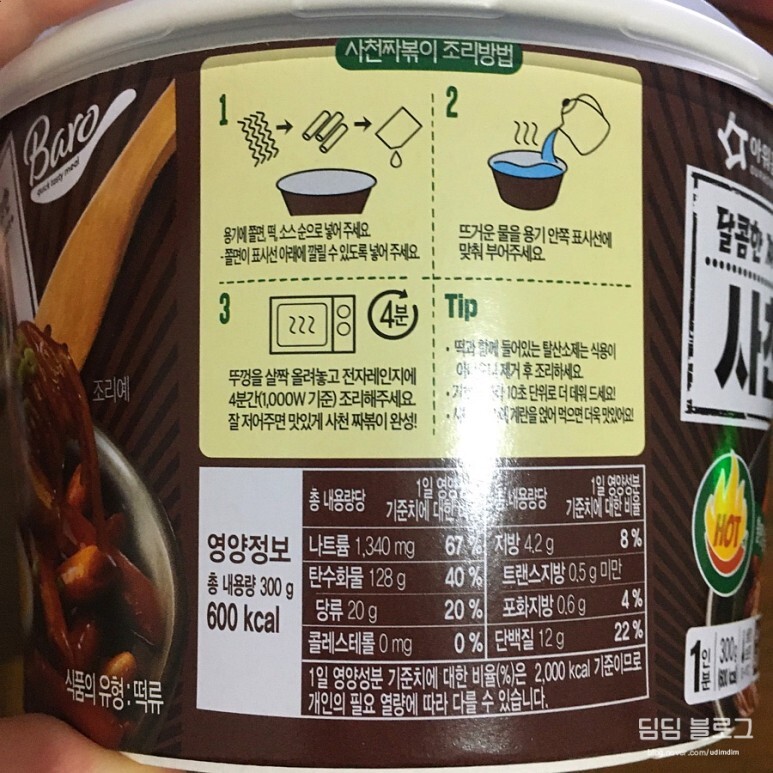 사천짜볶이 조리방법
Baro
quick tasty meal
1
용기에 쫄면, 떡, 소스 순으로 넣어 주세요.
-쫄면이 표시선 아래에 깔릴 수 있도록 넣어 주세요.
2
뜨거운 물을 용기 안쪽 표시선에
맞춰 부어주세요.
3
4분
뚜껑을 살짝 올려놓고 전자레인지에
4분간(1,000W 기준) 조리해주세요.
잘 저어주면 맛있게 사천 짜볶이 완성!
Tip
• 떡과 함께 들어있는 탈산소제는 식용이
제거 후 조리하세요.
10초 단위로 더 데워 드세요!
계란을 얹어 먹으면 더욱 맛있어요!
조리예
식품의 유형 : 떡류
영양정보
총 내용량 300 g
600 kcal
총 내용량당 1일 영양성분 기준치에 대한 비율
나트륨 1,340 mg 67 %
탄수화물 128 g 40 %
당류 20 g 20 %
콜레스테롤 0 mg 0 %
총 내용량당 1일 영양성분 기준치에 대한 비율
지방 4.2 g 8 %
트랜스지방 0.5 g 미만
포화지방 0.6 g 4 %
단백질 12 g 22 %
1일 영양성분 기준치에 대한 비율(%)은 2,000 kcal 기준이므로
개인의 필요 열량에 따라 다를 수 있습니다.
달콤한
HOT
1인분
300g
딤딤 블로그
blog.naver.com/udimdim